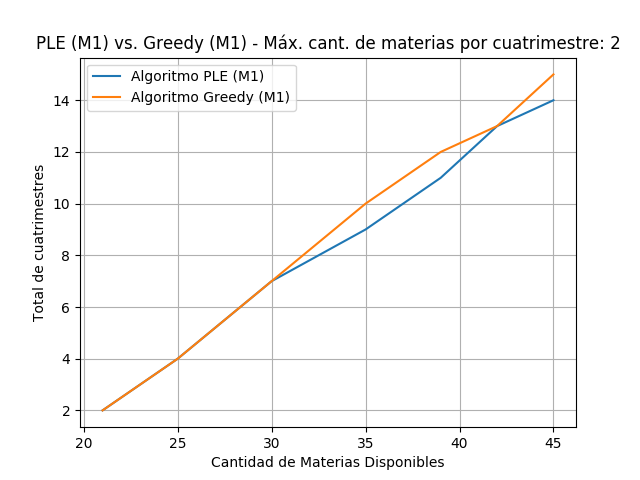 PLE (M1) vs. Greedy (M1) - Máx. cant. de materias por cuatrimestre: 2
Algoritmo PLE (M1)
Algoritmo Greedy (M1)
Total de cuatrimestres
14
12
10
8
6
4
2
20
25
30
35
40
45
Cantidad de Materias Disponibles